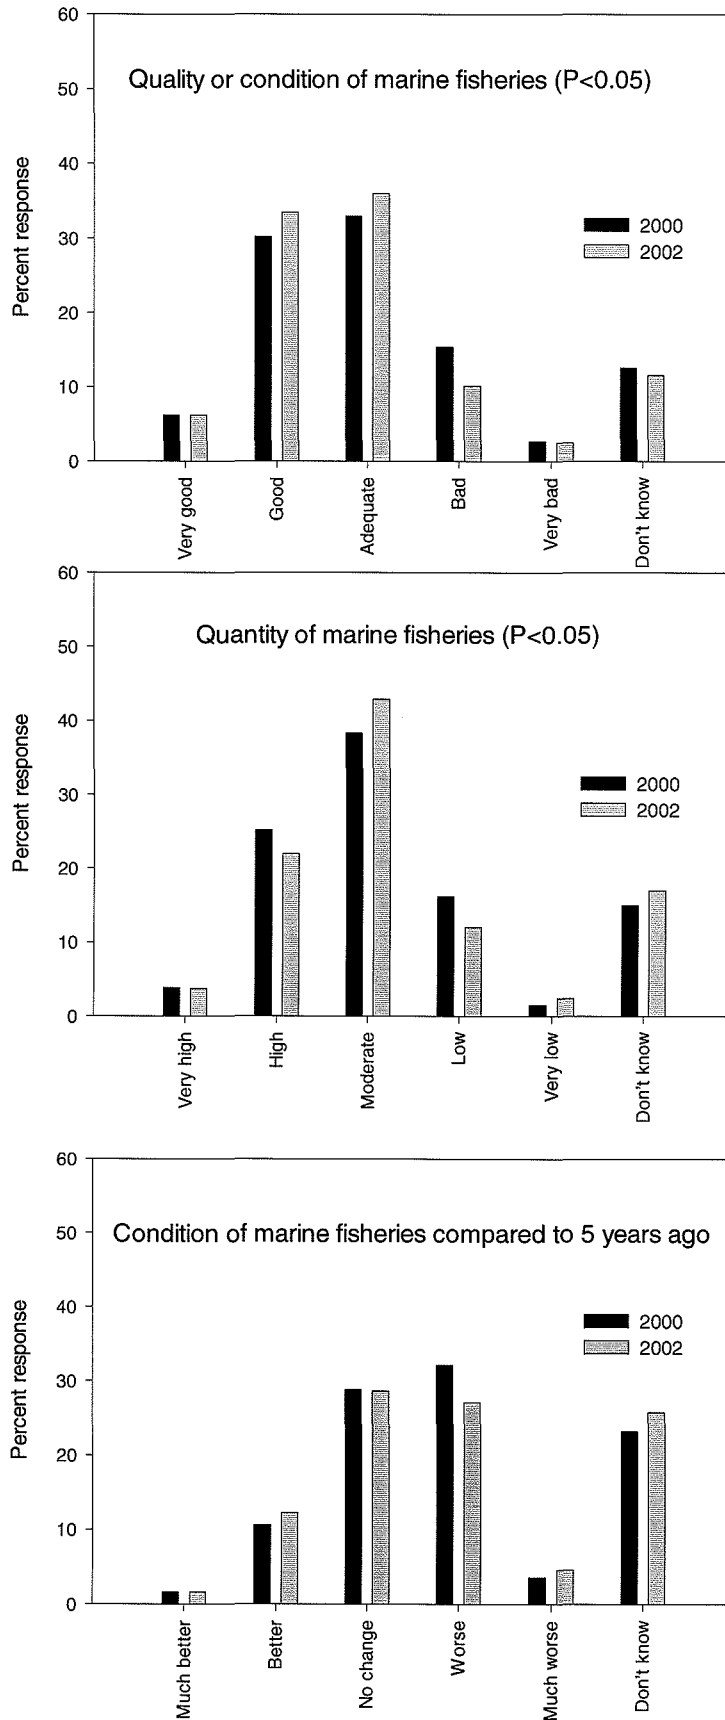 Quality or condition of marine fisheries (P<0.05)
Percent response
60
50
40
30
20
10
0
2000
2002
Very good
Good
Adequate
Bad
Very bad
Don't know
Quantity of marine fisheries (P<0.05)
Percent response
60
50
40
30
20
10
0
2000
2002
Very high
High
Moderate
Low
Very low
Don't know
Condition of marine fisheries compared to 5 years ago
Percent response
60
50
40
30
20
10
0
2000
2002
Much better
Better
No change
Worse
Much worse
Don't know